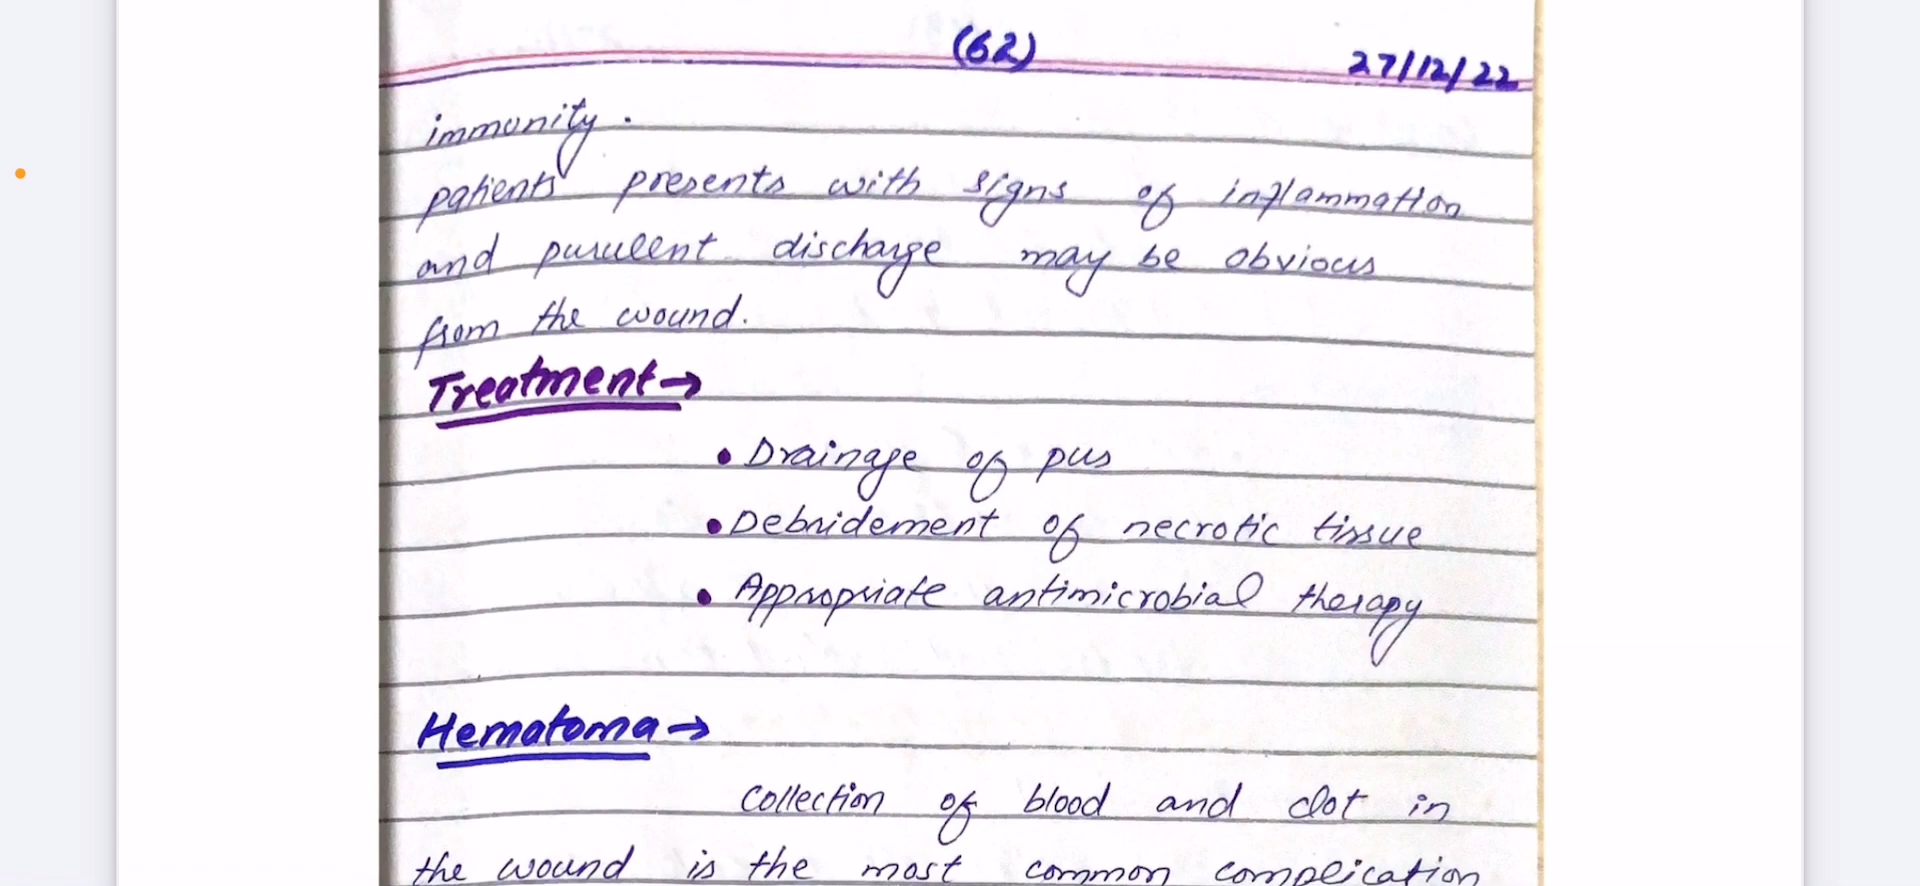 (62)
27/12/22
immunity.
patients presents with signs of inflammation
and purulent discharge may be obvious
from the wound.
Treatment→
• Drainage of pus
• Debridement of necrotic tissue
• Appropriate antimicrobial therapy
Hematoma→
collection of blood and clot in
the wound is the most common complication